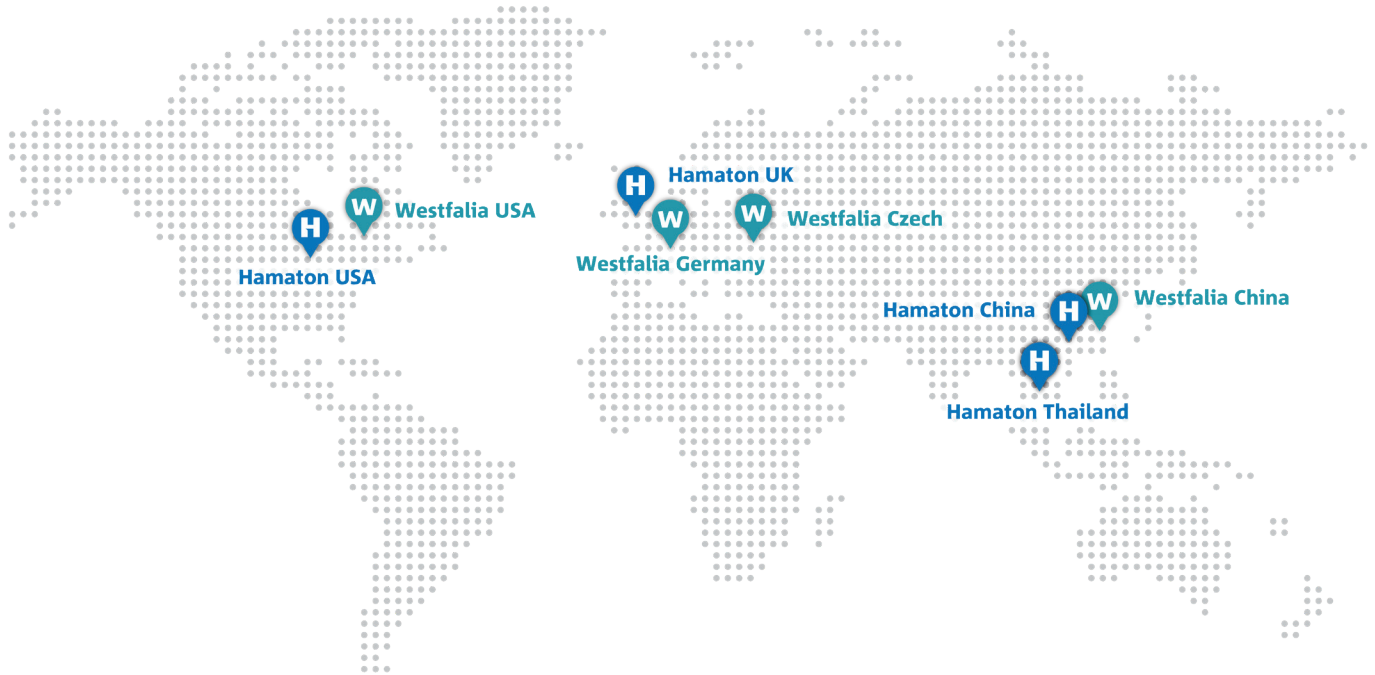 H
Hamaton UK
W
Westfalia USA
H
W
W
Westfalia Czech
Westfalia Germany
Hamaton USA
Hamaton China
H
W
Westfalia China
H
Hamaton Thailand